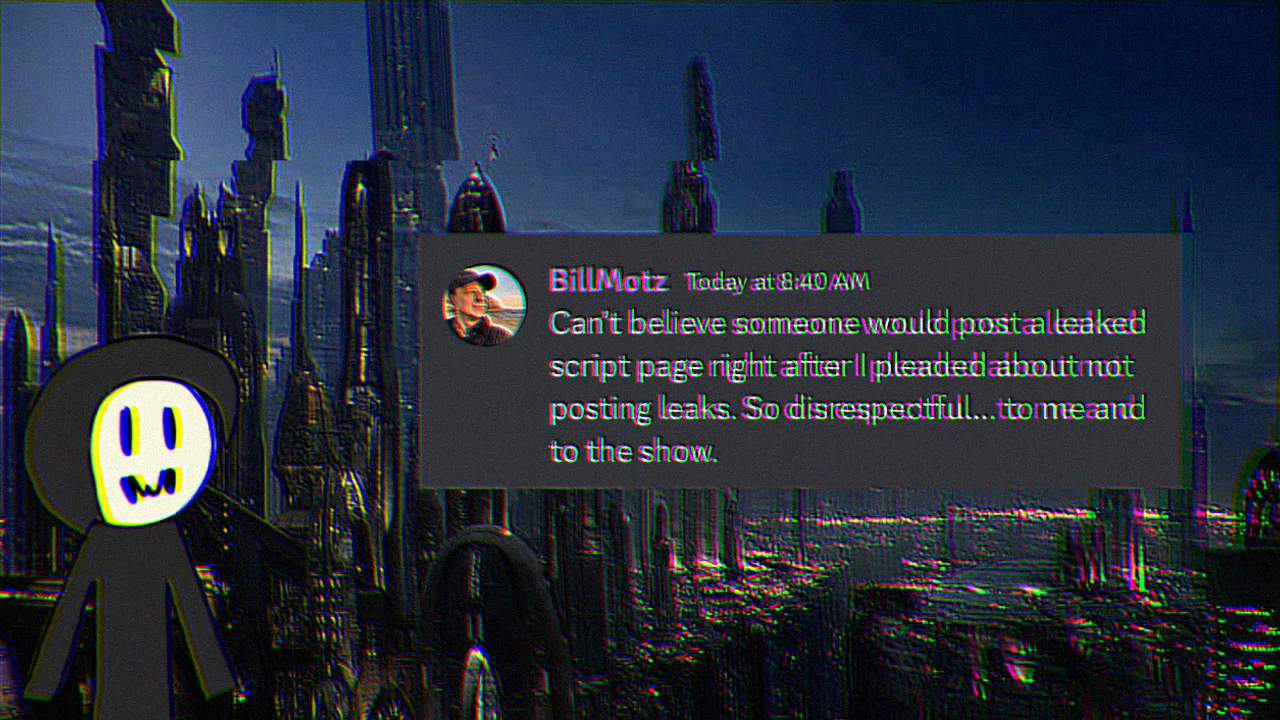 BillMotz Today at 8:40 AM
Can't believe someone would post a leaked
script page right after I pleaded about not
posting leaks. So disrespectful... to me and
to the show.